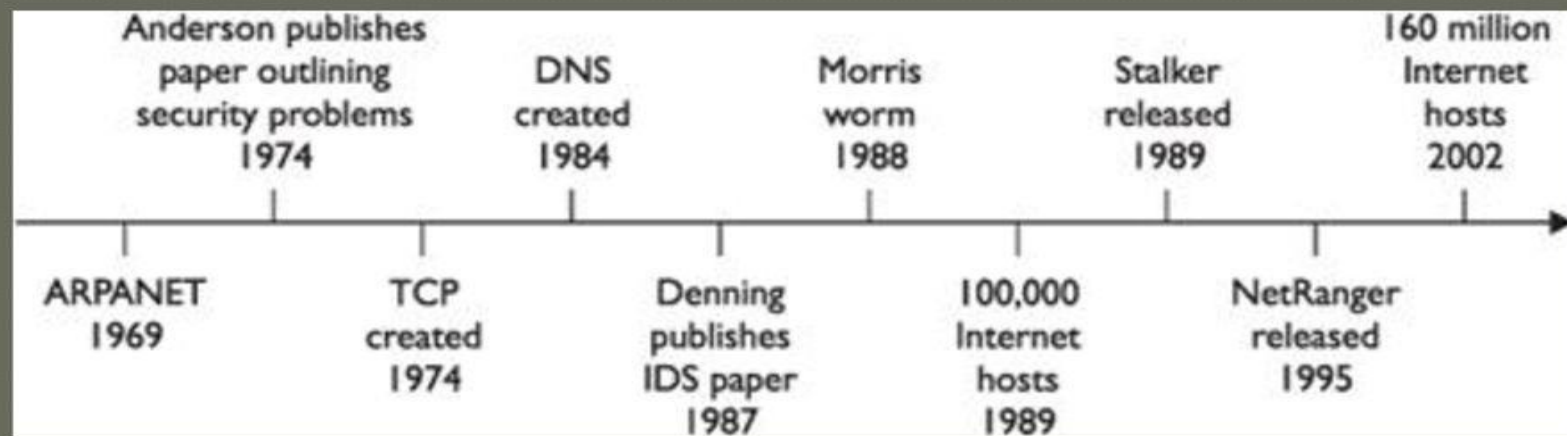 Anderson publishes
paper outlining
security problems
1974
DNS
created
1984
Morris
worm
1988
Stalker
released
1989
160 million
Internet
hosts
2002
ARPANET
1969
TCP
created
1974
Denning
publishes
IDS paper
1987
100,000
Internet
hosts
1989
NetRanger
released
1995